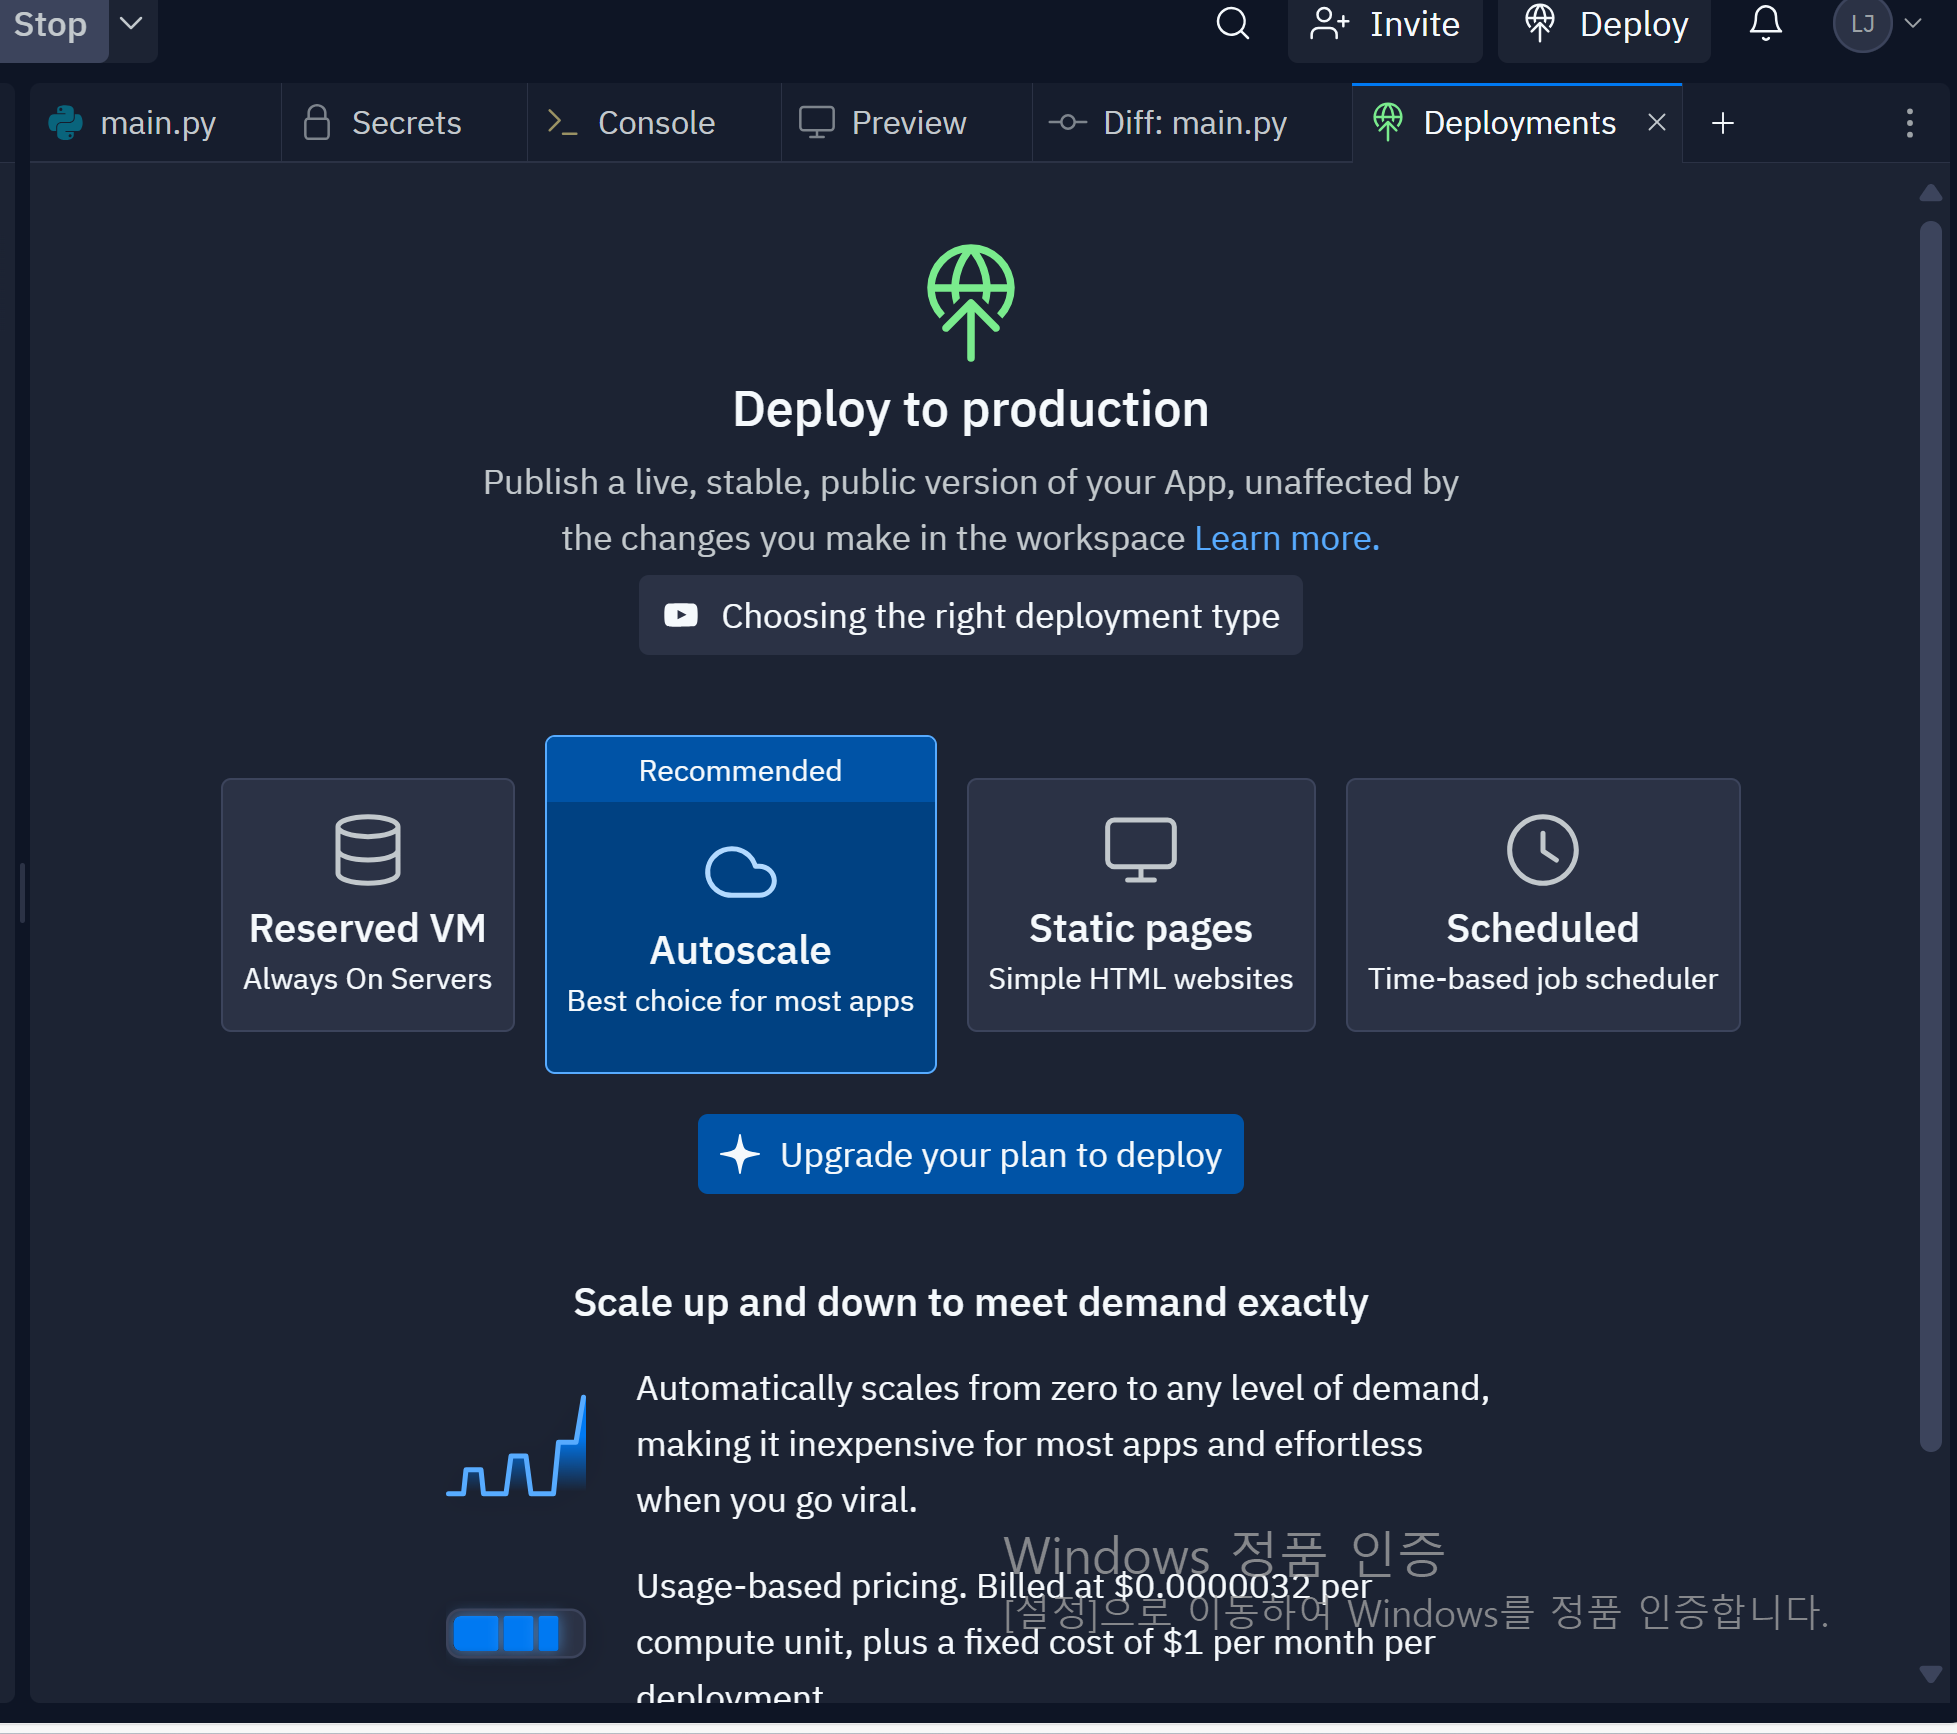 Stop
Invite
Deploy
LJ
main.py
Secrets
Console
Preview
Diff: main.py
Deployments
Deploy to production
Publish a live, stable, public version of your App, unaffected by
the changes you make in the workspace Learn more.
Choosing the right deployment type
Reserved VM
Always On Servers
Recommended
Autoscale
Best choice for most apps
Static pages
Simple HTML websites
Scheduled
Time-based job scheduler
Upgrade your plan to deploy
Scale up and down to meet demand exactly
Automatically scales from zero to any level of demand,
making it inexpensive for most apps and effortless
when you go viral.
Usage-based pricing. Billed at $0.0000032 per
compute unit, plus a fixed cost of $1 per month per
deployment
Windows 정품 인증
[설정]으로 이동하여 Windows를 정품 인증합니다.